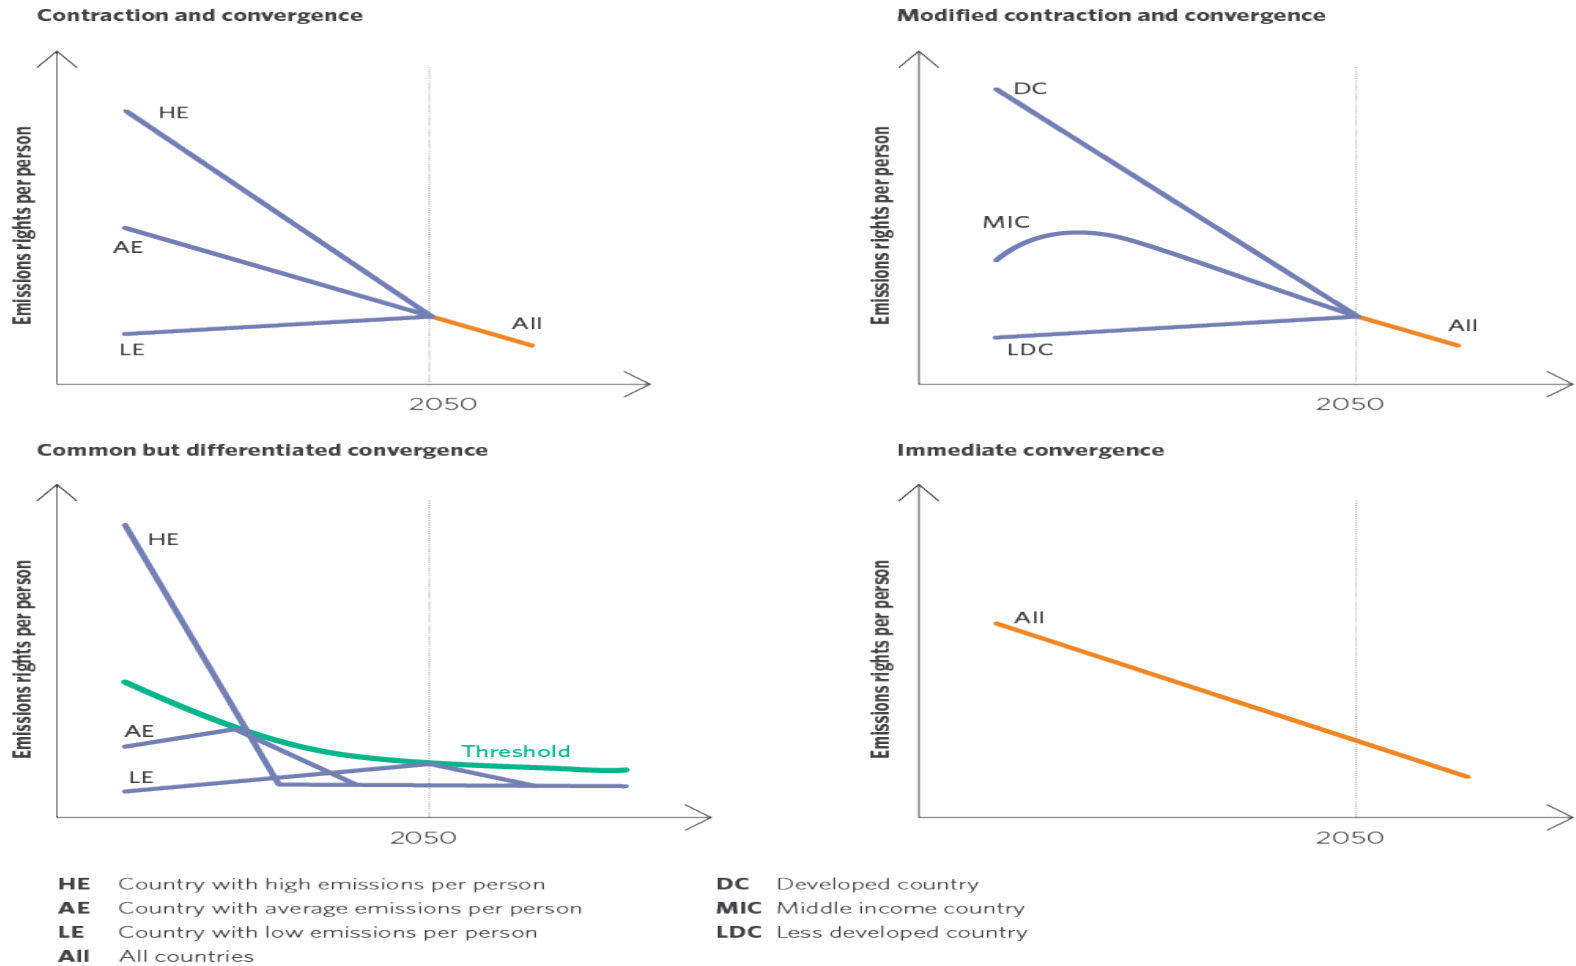 Contraction and convergence
Emissions rights per person
HE
AE
LE
All
2050
Modified contraction and convergence
Emissions rights per person
DC
MIC
LDC
All
2050
Common but differentiated convergence
Emissions rights per person
HE
AE
LE
Threshold
2050
Immediate convergence
Emissions rights per person
All
2050
HE Country with high emissions per person
AE Country with average emissions per person
LE Country with low emissions per person
All All countries
DC Developed country
MIC Middle income country
LDC Less developed country